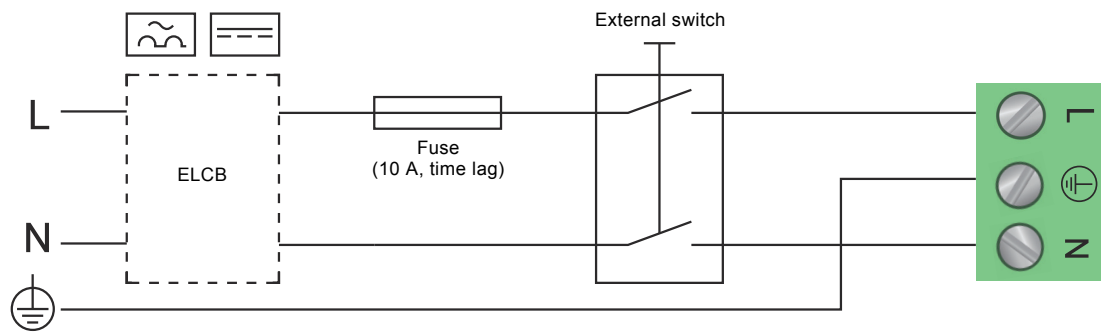 External switch
L
Fuse
(10 A, time lag)
ELCB
N
L
N